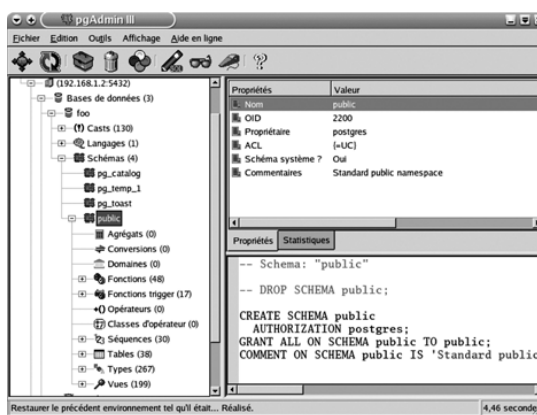 pgAdmin III
Fichier Edition Outils Affichage Aide en ligne
(192.168.1.2:5432)
Bases de données (3)
foo
Casts (130)
Langages (1)
Schémas (4)
pg_catalog
pg_temp_1
pg_toast
public
Agrégats (0)
Conversions (0)
Domaines (0)
Fonctions (48)
Fonctions trigger (17)
Opérateurs (0)
Classes d'opérateur (0)
Séquences (30)
Tables (38)
Types (267)
Vues (199)
Propriétés Valeur
Nom public
OID 2200
Propriétaire postgres
ACL {=UC}
Schéma système ? Oui
Commentaires Standard public namespace
Propriétés Statistiques
-- Schema: "public"
-- DROP SCHEMA public;
CREATE SCHEMA public
AUTHORIZATION postgres;
GRANT ALL ON SCHEMA public TO public;
COMMENT ON SCHEMA public IS 'Standard public
Restaurer le précédent environnement tel qu'il était... Réalisé. 4,46 seconde